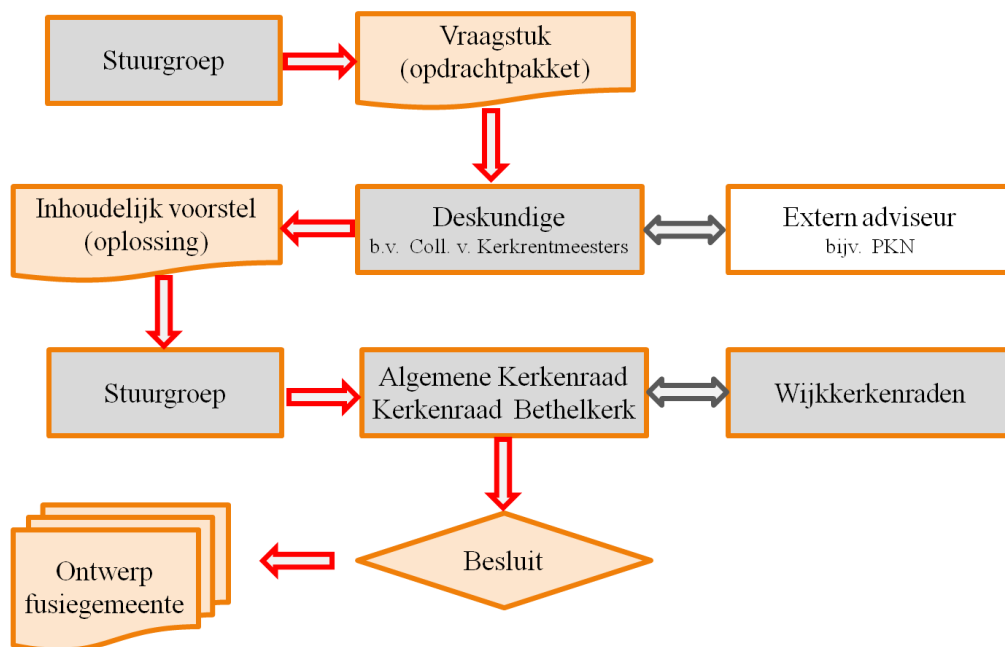 Stuurgroep
Vraagstuk
(opdrachtpakket)
Inhoudelijk voorstel
(oplossing)
Deskundige
b.v. Coll. v. Kerkrentmeesters
Extern adviseur
bijv. PKN
Stuurgroep
Algemene Kerkenraad
Kerkenraad Bethelkerk
Wijkkerkenraden
Besluit
Ontwerp
fusiegemeente